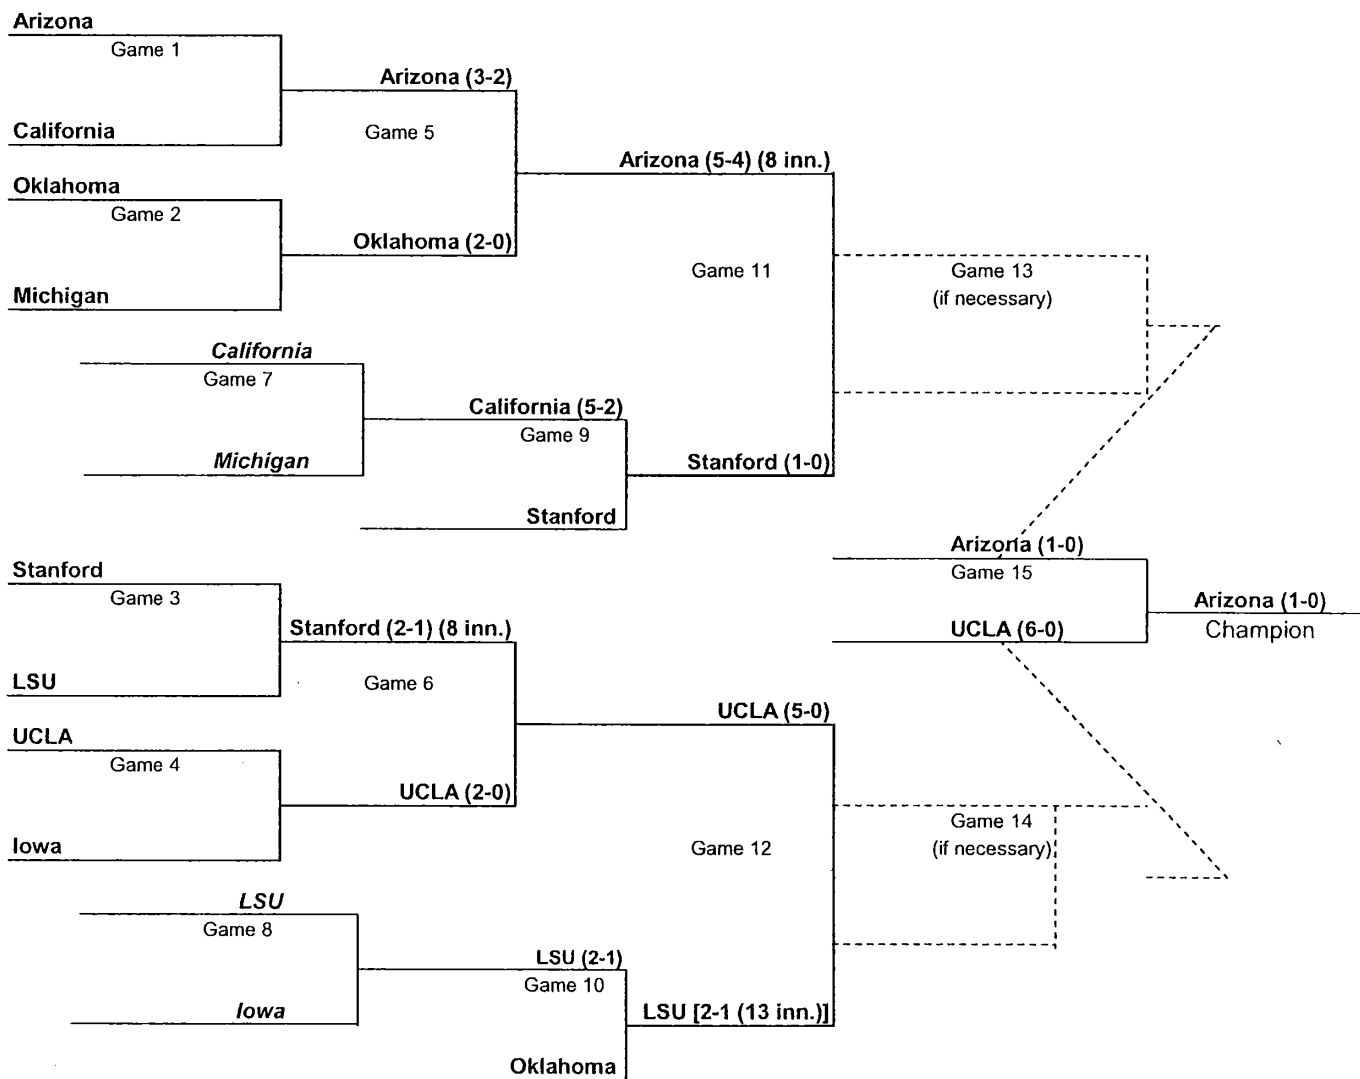 Arizona
Game 1
Arizona (3-2)
California
Game 5
Arizona (5-4) (8 inn.)
Oklahoma
Game 2
Oklahoma (2-0)
Michigan
Game 11
Game 13
(if necessary)
California
Game 7
California (5-2)
Game 9
Michigan
Stanford (1-0)
Stanford
Arizona (1-0)
Game 15
Arizona (1-0)
Champion
UCLA (6-0)
Stanford
Game 3
Stanford (2-1) (8 inn.)
LSU
Game 6
UCLA (5-0)
UCLA
Game 4
UCLA (2-0)
Iowa
Game 12
Game 14
(if necessary)
LSU
Game 8
LSU (2-1)
Game 10
Iowa
LSU [2-1 (13 inn.)]
Oklahoma